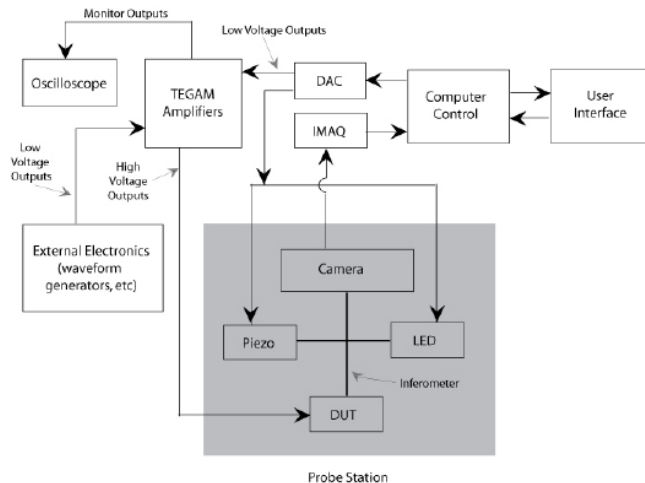 Monitor Outputs
Low Voltage Outputs
Oscilloscope
TEGAM
Amplifiers
DAC
Computer
Control
User
Interface
IMAQ
Low
Voltage
Outputs
High
Voltage
Outputs
External Electronics
(waveform
generators, etc)
Camera
Piezo
LED
Inferometer
DUT
Probe Station